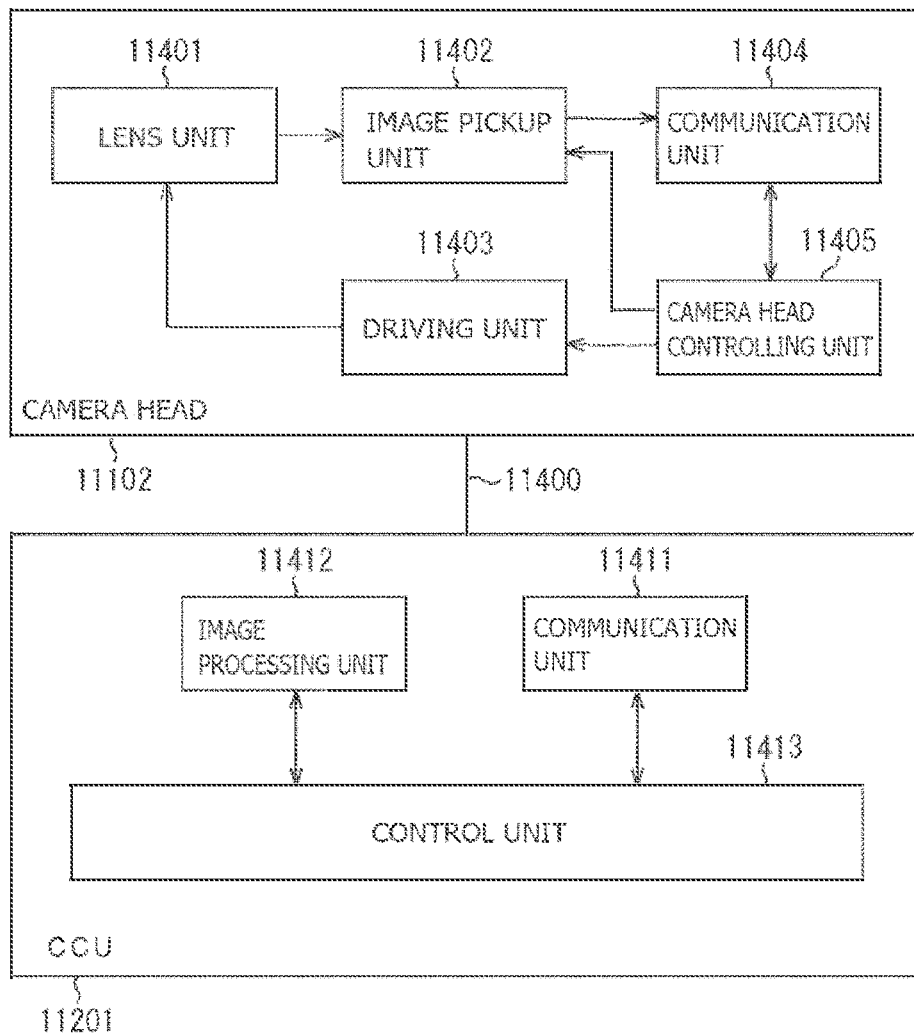 11401
11402
11404
LENS UNIT
IMAGE PICKUP
UNIT
COMMUNICATION
UNIT
11403
11405
DRIVING UNIT
CAMERA HEAD
CONTROLLING UNIT
CAMERA HEAD
11102
11400
11412
11411
IMAGE
PROCESSING UNIT
COMMUNICATION
UNIT
11413
CONTROL UNIT
CCU
11201